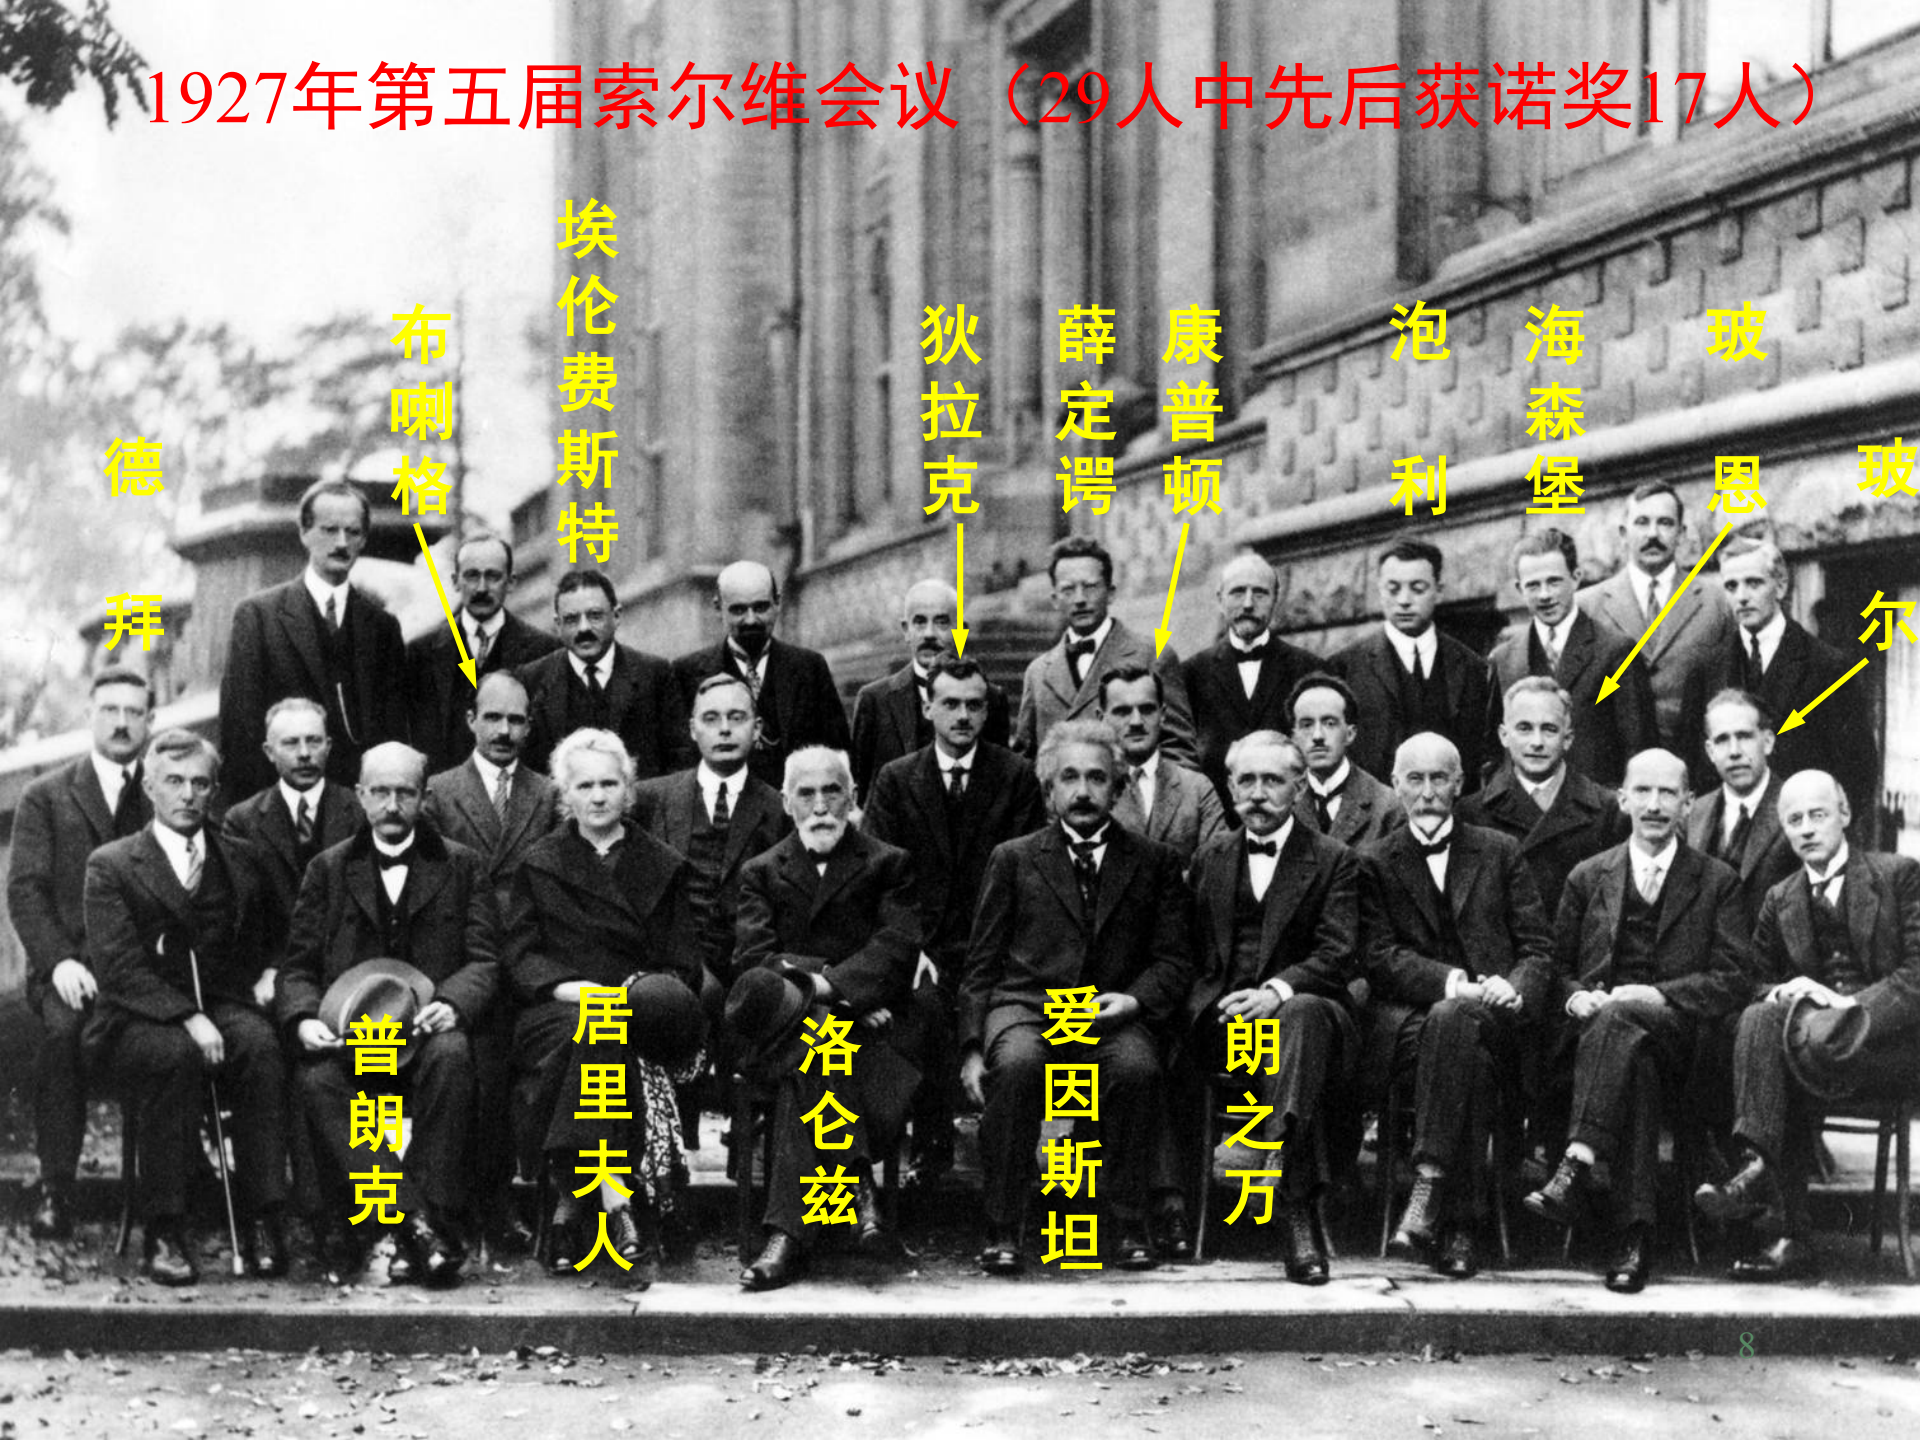 1927年第五届索尔维会议（29人中先后获诺奖17人）
德拜
布喇格
埃伦费斯特
狄拉克
薛定谔
康普顿
泡利
海森堡
玻恩
玻尔
普朗克
居里夫人
洛仑兹
爱因斯坦
朗之万
8